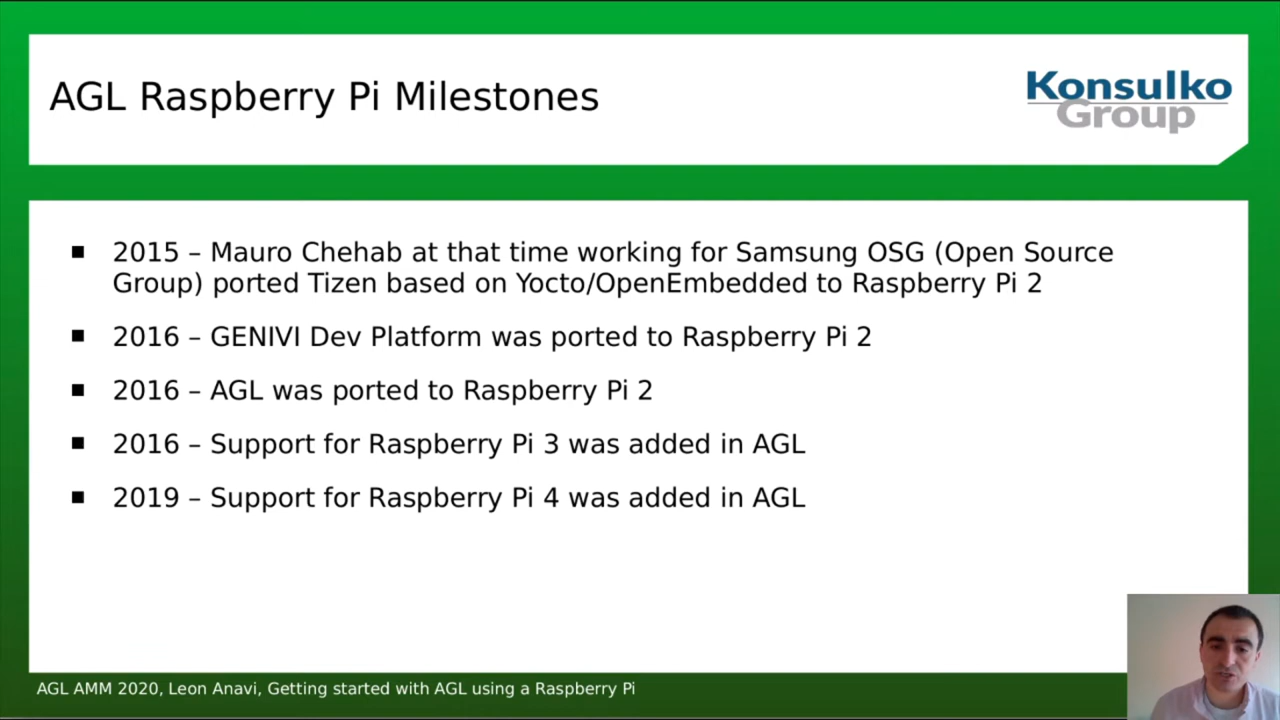 AGL Raspberry Pi Milestones
Konsulko
Group
■ 2015 – Mauro Chehab at that time working for Samsung OSG (Open Source
Group) ported Tizen based on Yocto/OpenEmbedded to Raspberry Pi 2
■ 2016 – GENIVI Dev Platform was ported to Raspberry Pi 2
■ 2016 – AGL was ported to Raspberry Pi 2
■ 2016 – Support for Raspberry Pi 3 was added in AGL
■ 2019 – Support for Raspberry Pi 4 was added in AGL
AGL AMM 2020, Leon Anavi, Getting started with AGL using a Raspberry Pi